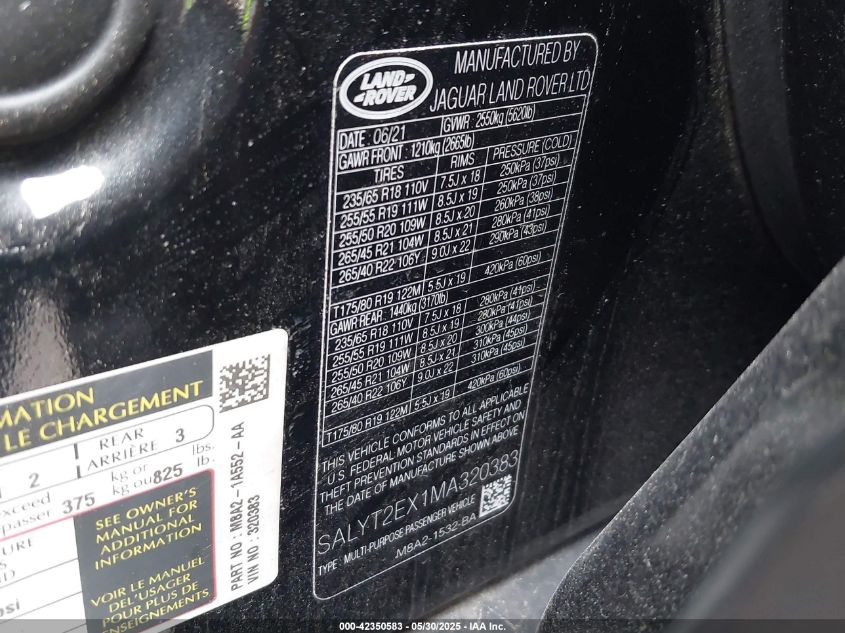 LAND-
-ROVER
MANUFACTURED BY
JAGUAR LAND ROVER LTD
DATE : 06/21
GVWR : 2550kg (5620lb)
GAWR FRONT : 1210kg (2665lb)
TIRES RIMS PRESSURE (COLD)
235/65 R18 110V 7.5J x 18 250kPa (37psi)
255/55 R19 111W 8.5J x 19 250kPa (37psi)
255/50 R20 109W 8.5J x 20 260kPa (38psi)
265/45 R21 104W 8.5J x 21 280kPa (41psi)
265/40 R22 106Y 9.0J x 22 290kPa (43psi)
T175/80 R19 122M 5.5J x 19 420kPa (60psi)
GAWR REAR : 1440kg (3170lb)
235/65 R18 110V 7.5J x 18 280kPa (41psi)
255/55 R19 111W 8.5J x 19 280kPa (41psi)
255/50 R20 109W 8.5J x 20 300kPa (44psi)
265/45 R21 104W 8.5J x 21 310kPa (45psi)
265/40 R22 106Y 9.0J x 22 310kPa (45psi)
T175/80 R19 122M 5.5J x 19 420kPa (60psi)
THIS VEHICLE CONFORMS TO ALL APPLICABLE
U.S. FEDERAL MOTOR VEHICLE SAFETY AND
THEFT PREVENTION STANDARDS IN EFFECT ON
THE DATE OF MANUFACTURE SHOWN ABOVE
SALYT2EX1MA320383
TYPE : MULTI-PURPOSE PASSENGER VEHICLE
M8A2-1532-BA
LE CHARGEMENT
2 REAR ARRIÈRE 3
375 kg or kg ou 825 lbs. lb.
SEE OWNER'S
MANUAL FOR
ADDITIONAL
INFORMATION
VOIR LE MANUEL
DEL'USAGER
POUR PLUS DE
RENSEIGNEMENTS
PART NO : M8A2-1A552-AA
VIN NO : 320383
000-42350583 - 05/30/2025 - IAA Inc.